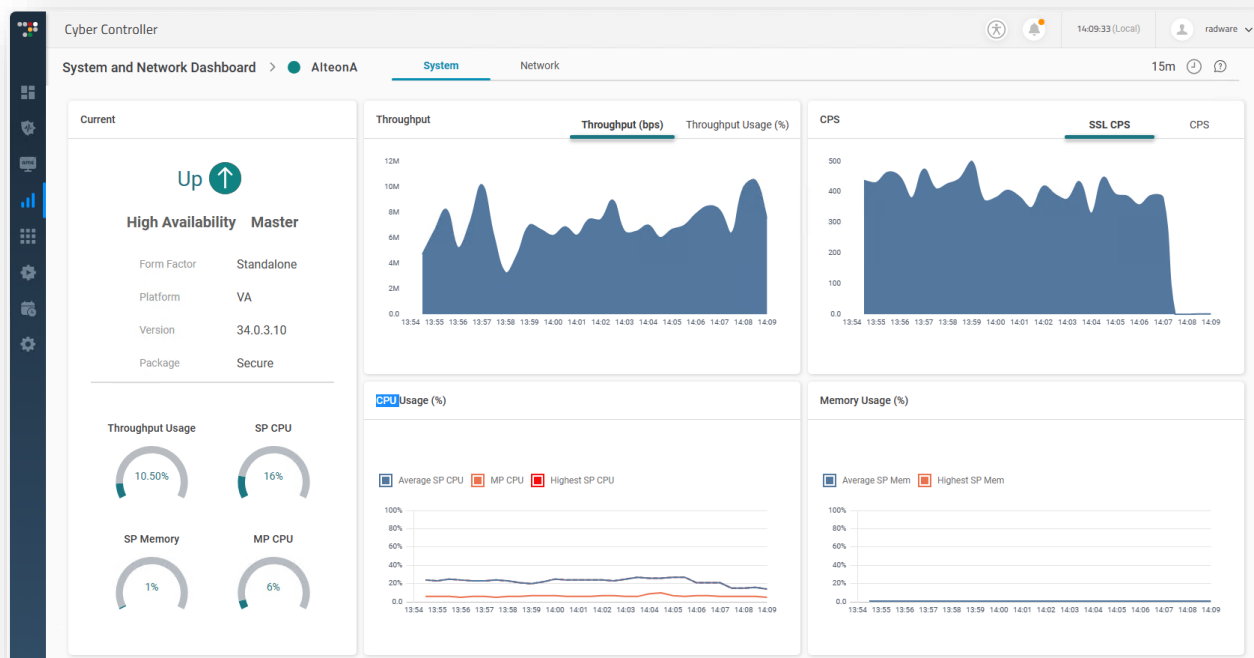 Cyber Controller
14:09:33 (Local)
radware
System and Network Dashboard > AlteonA
System
Network
15m
Current
Up
High Availability Master
Form Factor Standalone
Platform VA
Version 34.0.3.10
Package Secure
Throughput Usage SP CPU
10.50% 16%
SP Memory MP CPU
1% 6%
Throughput
Throughput (bps) Throughput Usage (%)
12M
10M
8M
6M
4M
2M
0.0
13:54 13:55 13:56 13:57 13:58 13:59 14:00 14:01 14:02 14:03 14:04 14:05 14:06 14:07 14:08 14:09
CPS
SSL CPS CPS
500
400
300
200
100
0.0
13:54 13:55 13:56 13:57 13:58 13:59 14:00 14:01 14:02 14:03 14:04 14:05 14:06 14:07 14:08 14:09
CPU Usage (%)
Average SP CPU MP CPU Highest SP CPU
100%
80%
60%
40%
20%
0.0
13:54 13:55 13:56 13:57 13:58 13:59 14:00 14:01 14:02 14:03 14:04 14:05 14:06 14:07 14:08 14:09
Memory Usage (%)
Average SP Mem Highest SP Mem
100%
80%
60%
40%
20%
0.0
13:54 13:55 13:56 13:57 13:58 13:59 14:00 14:01 14:02 14:03 14:04 14:05 14:06 14:07 14:08 14:09